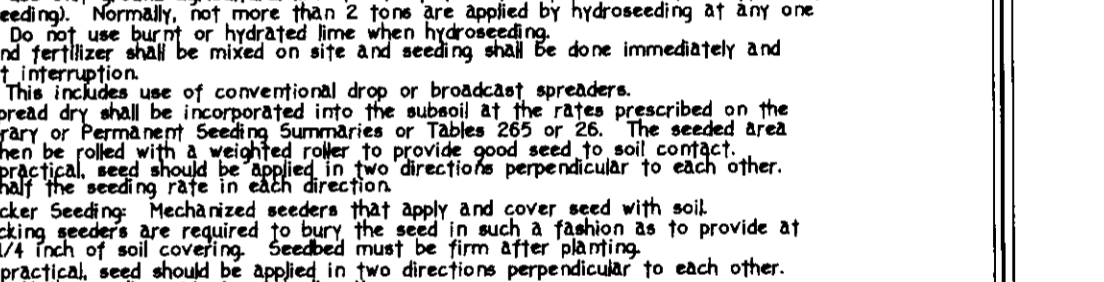 eeding). Normally, not more than 2 tons are applied by hydroseeding at any one
Do not use burnt or hydrated lime when hydroseeding.
nd fertilizer shall be mixed on site and seeding shall be done immediately and
t interruption.
This includes use of conventional drop or broadcast spreaders.
pread dry shall be incorporated into the subsoil at the rates prescribed on the
rary or Permanent Seeding Summaries or Tables 265 or 26. The seeded area
hen be rolled with a weighted roller to provide good seed to soil contact.
practical, seed should be applied in two directions perpendicular to each other.
half the seeding rate in each direction.
cker Seeding: Mechanized seeders that apply and cover seed with soil.
cking seeders are required to bury the seed in such a fashion as to provide at
1/4 inch of soil covering. Seedbed must be firm after planting.
practical, seed should be applied in two directions perpendicular to each other.